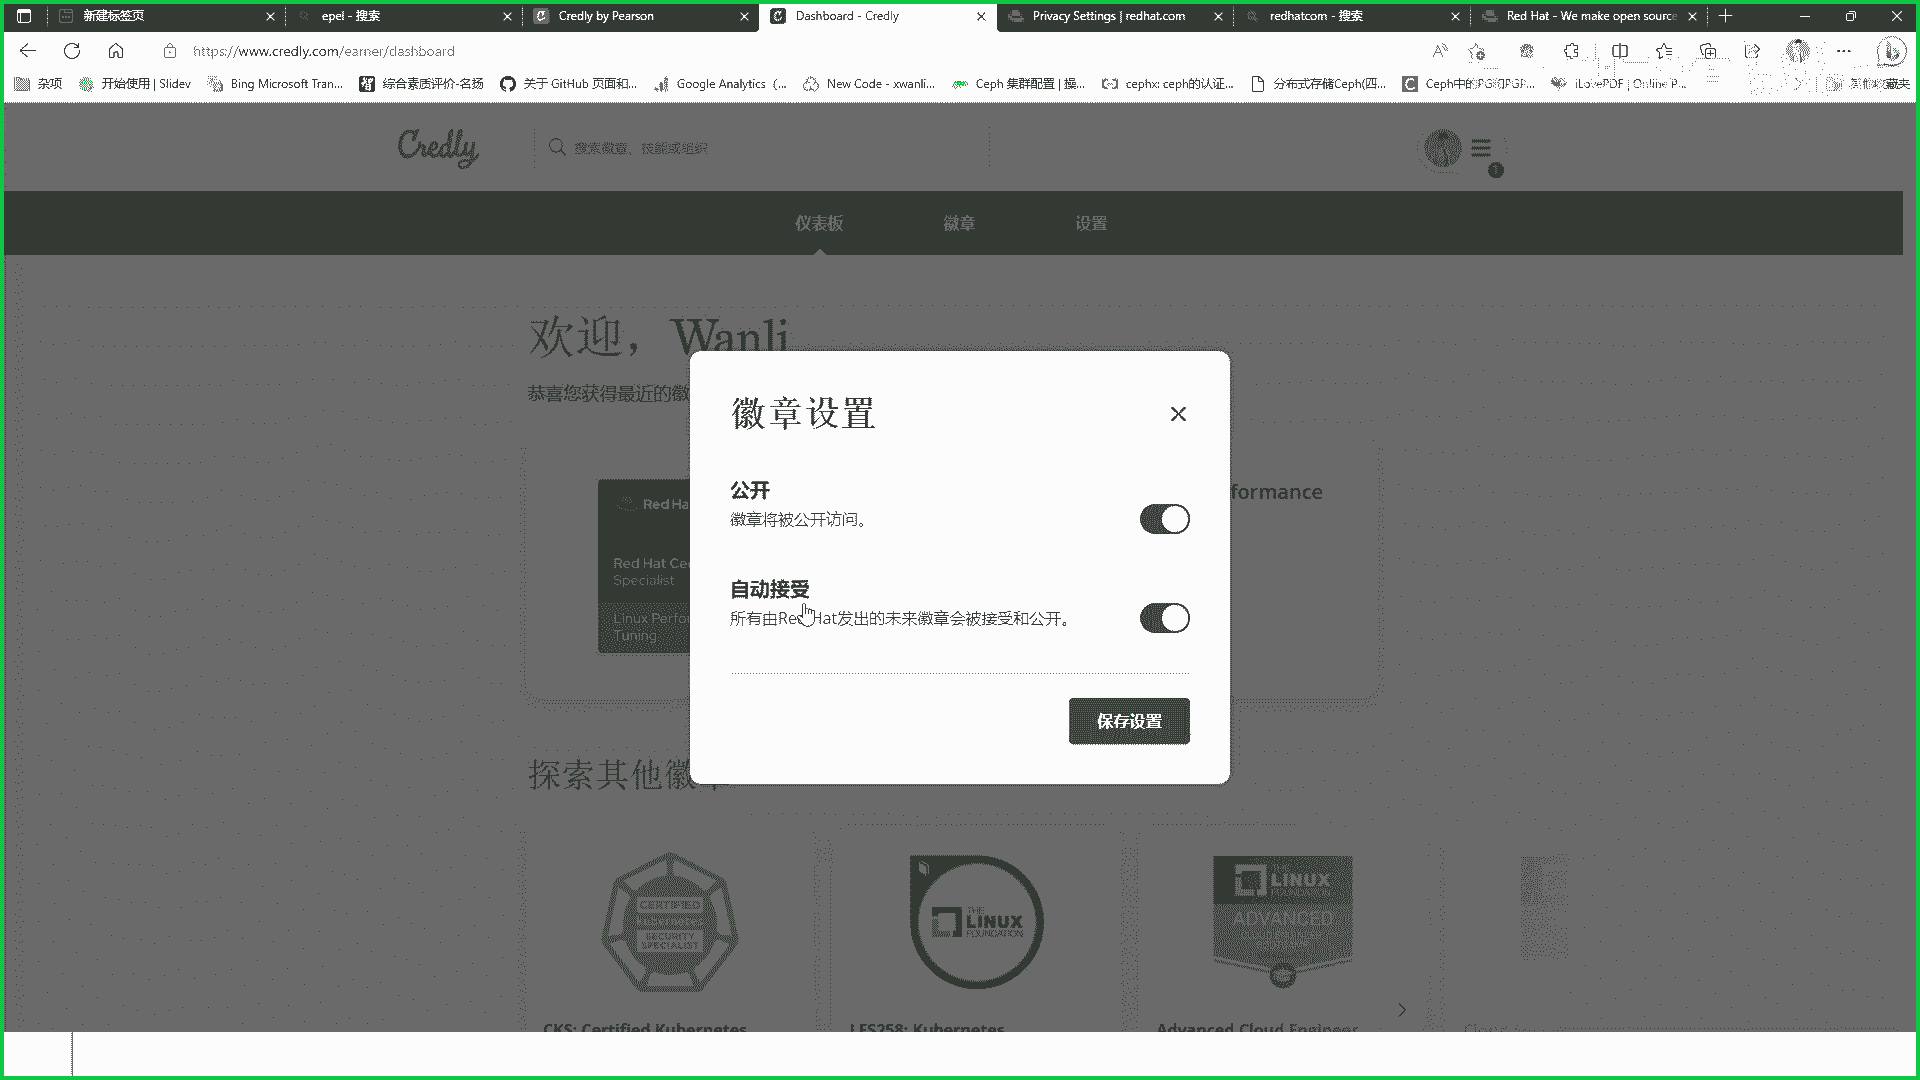 新建标签页
epel - 搜索
Credly by Pearson
Dashboard - Credly
Privacy Settings | redhat.com
redhatcom - 搜索
Red Hat - We make open source
https://www.credly.com/earner/dashboard
杂项
开始使用 | Slidev
Bing Microsoft Tran...
综合素质评价-名扬
关于 GitHub 页面和...
Google Analytics (...
New Code - xwanli...
Ceph 集群配置 | 操...
cephx: ceph的认证...
分布式存储Ceph(四...
Ceph中的PG和PGP...
iLovePDF | Online P...
其他收藏夹
Credly
搜索徽章、技能或组织
仪表板
徽章
设置
欢迎，Wanli
恭喜您获得最近的徽
Red Ha
Red Hat Ce
Specialist
Linux Perfo
Tuning
formance
徽章设置
公开
徽章将被公开访问。
自动接受
所有由Red Hat发出的未来徽章会被接受和公开。
保存设置
探索其他徽章
CERTIFIED
SECURITY
SPECIALIST
THE
LINUX
FOUNDATION
LINUX
ADVANCED
CKS: Certified Kubernetes
LFS258: Kubernetes
Advanced Cloud Engineer